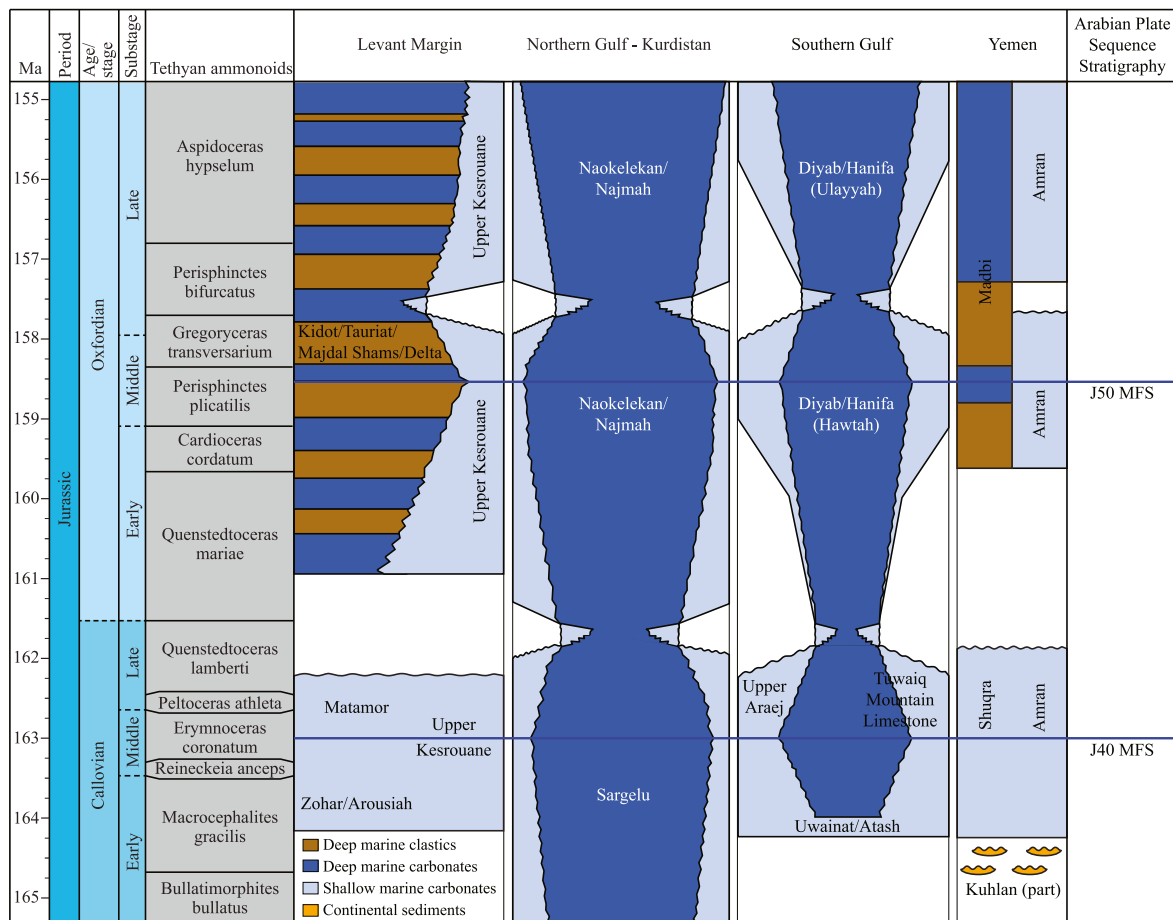 Ma
Period
Age/
stage
Substage
Tethyan ammonoids
Levant Margin
Northern Gulf - Kurdistan
Southern Gulf
Yemen
Arabian Plate
Sequence
Stratigraphy
155
156
157
158
159
160
161
162
163
164
165
Jurassic
Oxfordian
Callovian
Late
Middle
Early
Late
Middle
Early
Aspidoceras
hypselum
Perisphinctes
bifurcatus
Gregoryceras
transversarium
Perisphinctes
plicatilis
Cardioceras
cordatum
Quenstedtoceras
mariae
Quenstedtoceras
lamberti
Peltoceras athleta
Erymnoceras
coronatum
Reineckeia anceps
Macrocephalites
gracilis
Bullatimorphites
bullatus
Upper Kesrouane
Kidot/Tauriat/
Majdal Shams/Delta
Upper Kesrouane
Matamor
Upper
Kesrouane
Zohar/Arousiah
Deep marine clastics
Deep marine carbonates
Shallow marine carbonates
Continental sediments
Naokelekan/
Najmah
Naokelekan/
Najmah
Sargelu
Diyab/Hanifa
(Ulayyah)
Diyab/Hanifa
(Hawtah)
Upper
Araej
Tuwaiq
Mountain
Limestone
Uwainat/Atash
Madbi
Amran
Amran
Shuqra
Amran
Kuhlan (part)
J50 MFS
J40 MFS